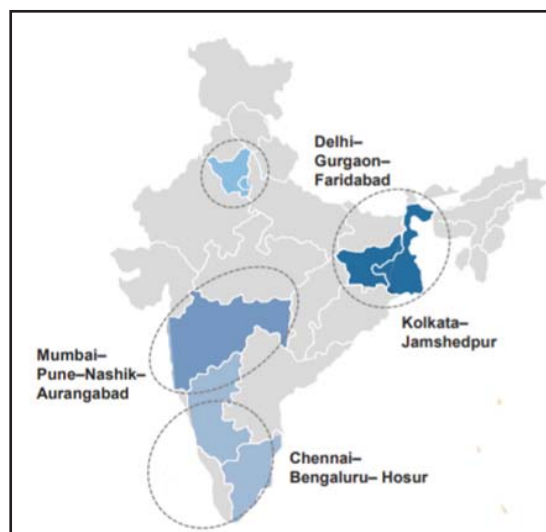 Delhi–
Gurgaon–
Faridabad
Kolkata–
Jamshedpur
Mumbai–
Pune–Nashik–
Aurangabad
Chennai–
Bengaluru– Hosur